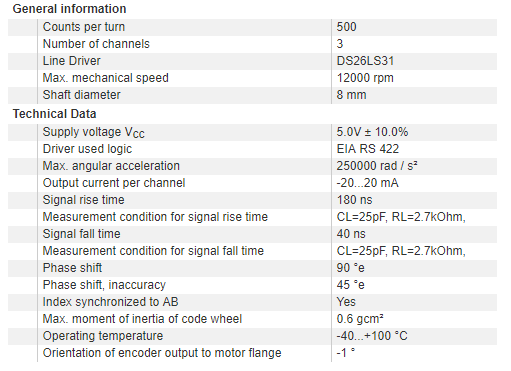 General information
Counts per turn 500
Number of channels 3
Line Driver DS26LS31
Max. mechanical speed 12000 rpm
Shaft diameter 8 mm
Technical Data
Supply voltage Vcc 5.0V ± 10.0%
Driver used logic EIA RS 422
Max. angular acceleration 250000 rad / s²
Output current per channel -20...20 mA
Signal rise time 180 ns
Measurement condition for signal rise time CL=25pF, RL=2.7kOhm,
Signal fall time 40 ns
Measurement condition for signal fall time CL=25pF, RL=2.7kOhm,
Phase shift 90 °e
Phase shift, inaccuracy 45 °e
Index synchronized to AB Yes
Max. moment of inertia of code wheel 0.6 gcm²
Operating temperature -40...+100 °C
Orientation of encoder output to motor flange -1 °